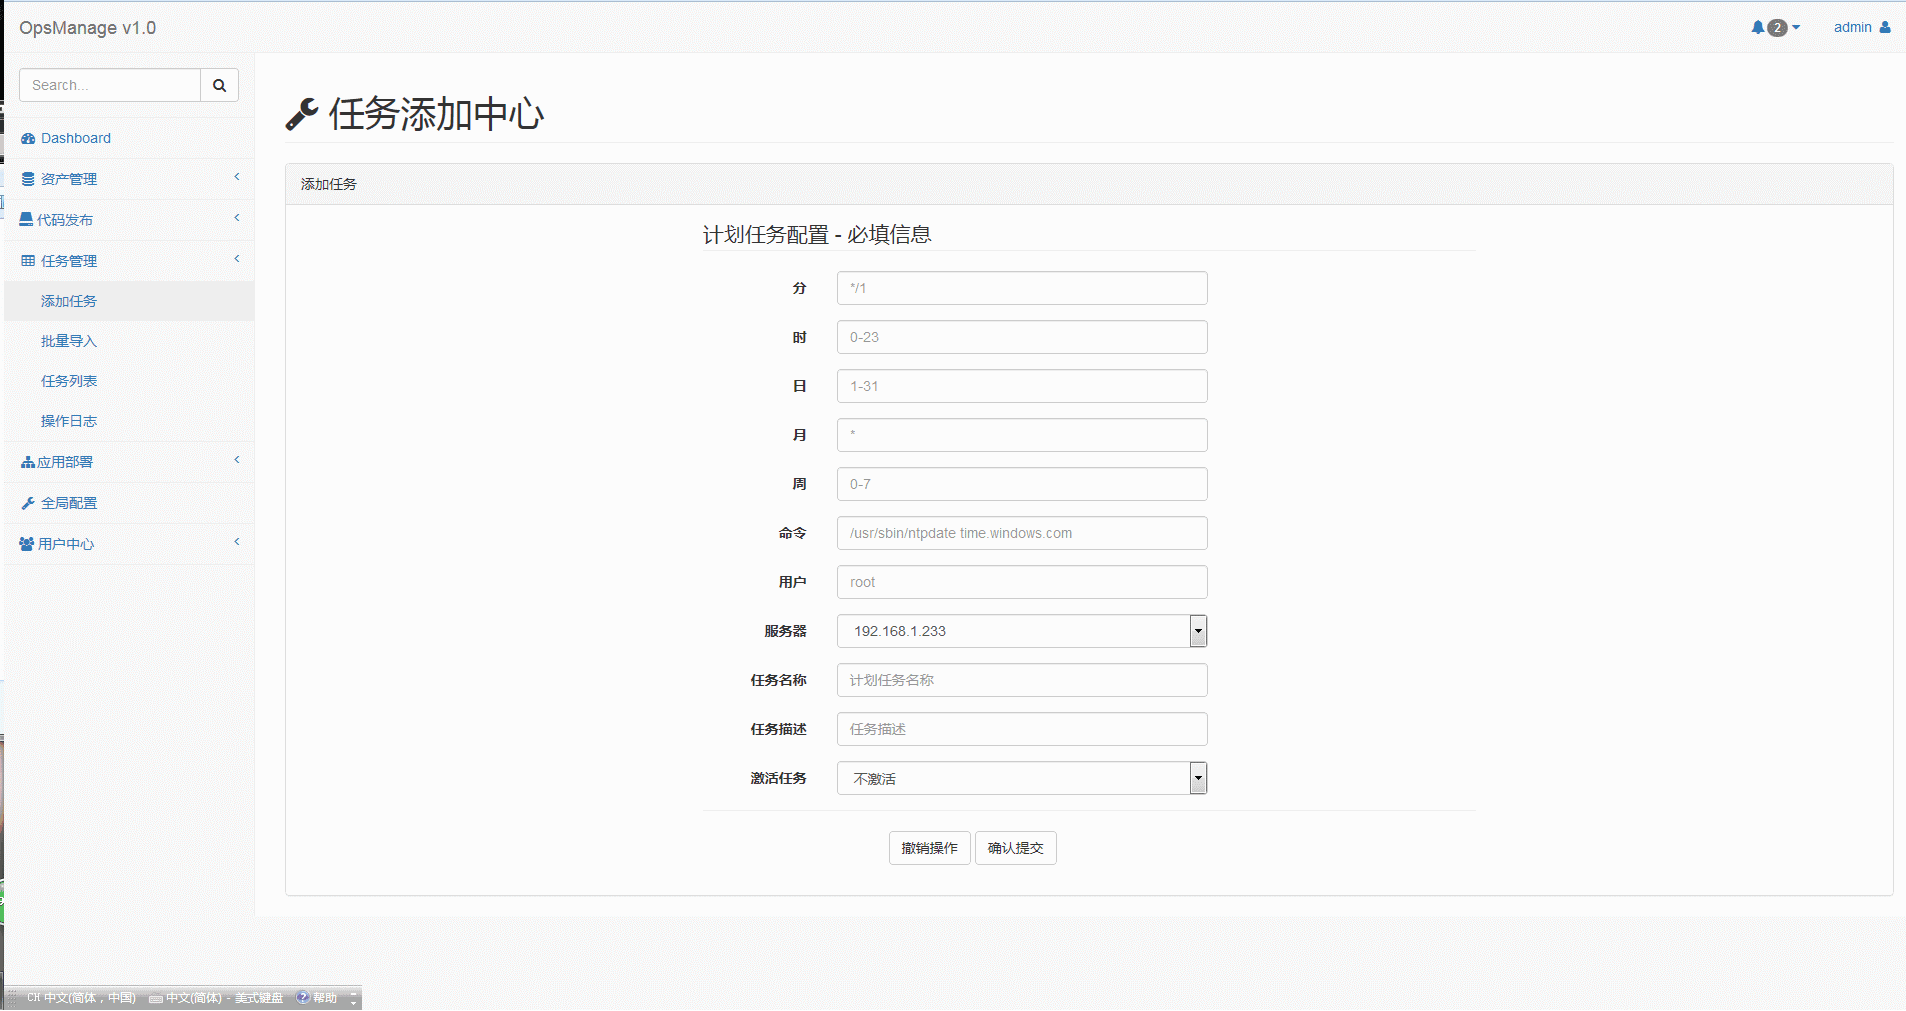 OpsManage v1.0
2
admin
Search...
Dashboard
资产管理
代码发布
任务管理
添加任务
批量导入
任务列表
操作日志
应用部署
全局配置
用户中心
任务添加中心
添加任务
计划任务配置 - 必填信息
分 */1
时 0-23
日 1-31
月 *
周 0-7
命令 /usr/sbin/ntpdate time.windows.com
用户 root
服务器 192.168.1.233
任务名称 计划任务名称
任务描述 任务描述
激活任务 不激活
撤销操作 确认提交
CH 中文(简体，中国) 中文(简体) - 美式键盘 ? 帮助